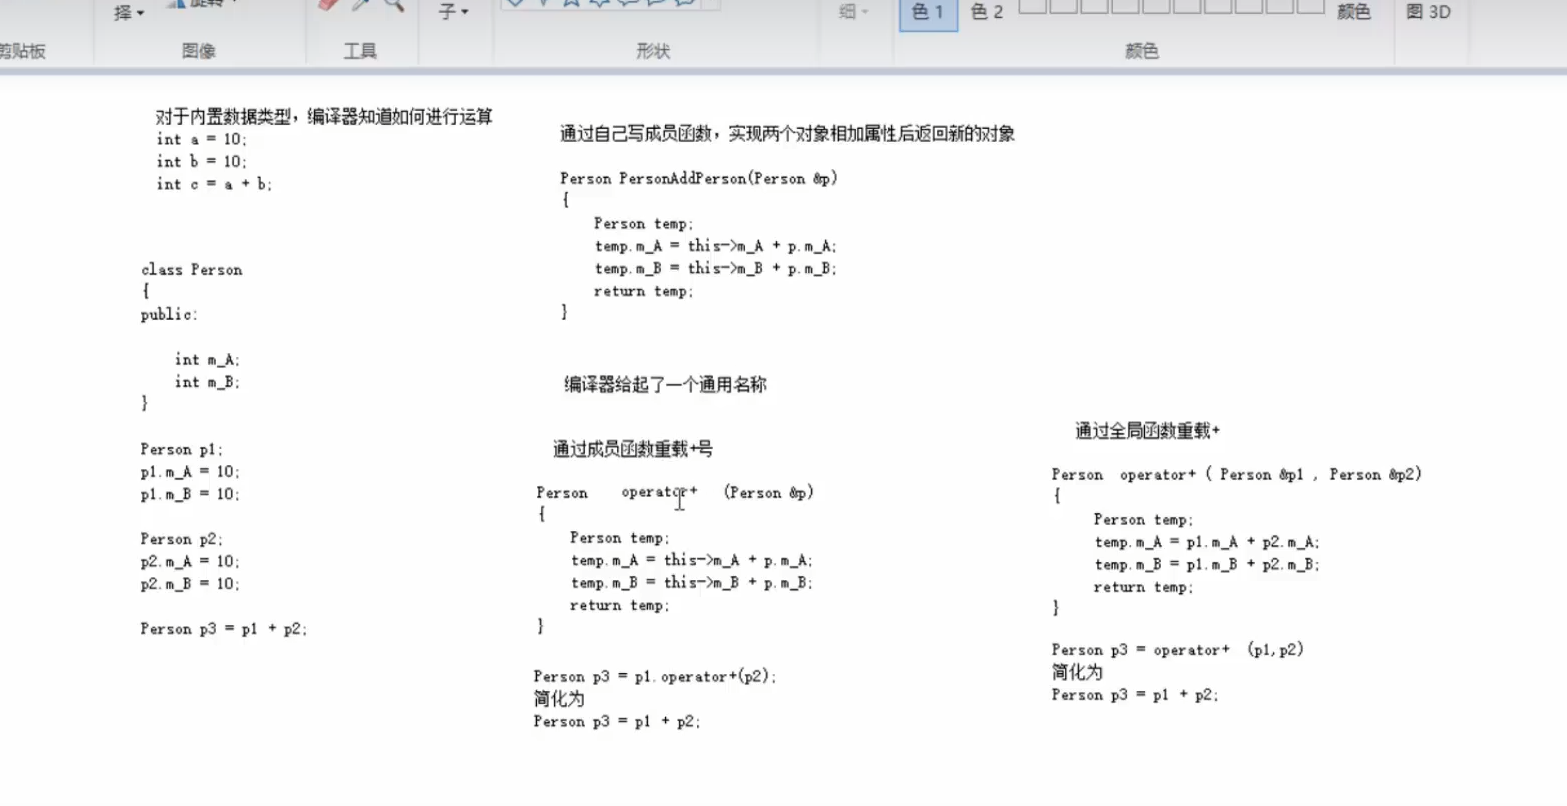 择
旋转
子
细
色 1
色 2
颜色
图 3D
剪贴板
图像
工具
形状
颜色
对于内置数据类型，编译器知道如何进行运算
int a = 10;
int b = 10;
int c = a + b;
class Person
{
public:
int m_A;
int m_B;
}
Person p1;
p1.m_A = 10;
p1.m_B = 10;
Person p2;
p2.m_A = 10;
p2.m_B = 10;
Person p3 = p1 + p2;
通过自己写成员函数，实现两个对象相加属性后返回新的对象
Person PersonAddPerson(Person &p)
{
Person temp;
temp.m_A = this->m_A + p.m_A;
temp.m_B = this->m_B + p.m_B;
return temp;
}
编译器给起了一个通用名称
通过成员函数重载+号
Person operator+ (Person &p)
{
Person temp;
temp.m_A = this->m_A + p.m_A;
temp.m_B = this->m_B + p.m_B;
return temp;
}
Person p3 = p1.operator+(p2);
简化为
Person p3 = p1 + p2;
通过全局函数重载+
Person operator+ ( Person &p1 , Person &p2)
{
Person temp;
temp.m_A = p1.m_A + p2.m_A;
temp.m_B = p1.m_B + p2.m_B;
return temp;
}
Person p3 = operator+ (p1,p2)
简化为
Person p3 = p1 + p2;